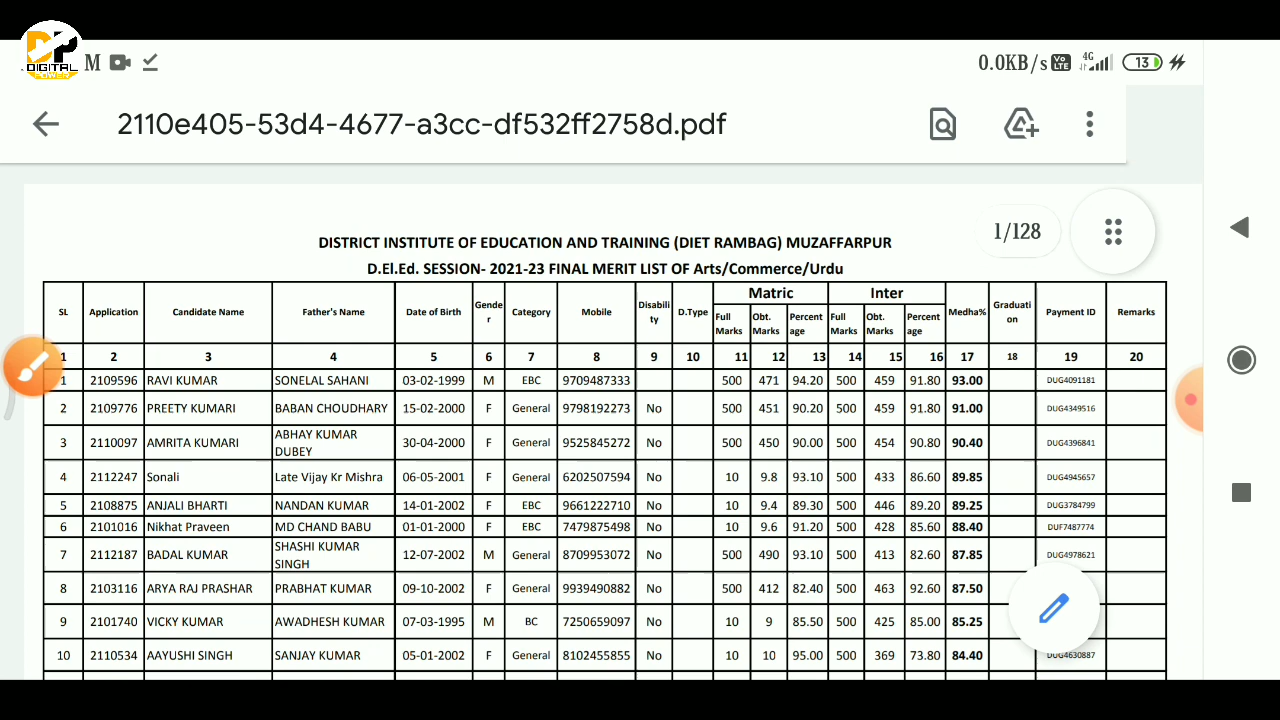 DP
DIGITAL
POWER
M
0.0KB/s Vo LTE 4G 13
2110e405-53d4-4677-a3cc-df532ff2758d.pdf
1/128
DISTRICT INSTITUTE OF EDUCATION AND TRAINING (DIET RAMBAG) MUZAFFARPUR
D.El.Ed. SESSION- 2021-23 FINAL MERIT LIST OF Arts/Commerce/Urdu
SL Application Candidate Name Father's Name Date of Birth Gende r Category Mobile Disabili ty D.Type Matric Inter Medha% Graduati on Payment ID Remarks
Full Marks Obt. Marks Percent age Full Marks Obt. Marks Percent age
1 2 3 4 5 6 7 8 9 10 11 12 13 14 15 16 17 18 19 20
1 2109596 RAVI KUMAR SONELAL SAHANI 03-02-1999 M EBC 9709487333 500 471 94.20 500 459 91.80 93.00 DUG4091181
2 2109776 PREETY KUMARI BABAN CHOUDHARY 15-02-2000 F General 9798192273 No 500 451 90.20 500 459 91.80 91.00 DUG4349516
3 2110097 AMRITA KUMARI ABHAY KUMAR DUBEY 30-04-2000 F General 9525845272 No 500 450 90.00 500 454 90.80 90.40 DUG4396841
4 2112247 Sonali Late Vijay Kr Mishra 06-05-2001 F General 6202507594 No 10 9.8 93.10 500 433 86.60 89.85 DUG4945657
5 2108875 ANJALI BHARTI NANDAN KUMAR 14-01-2002 F EBC 9661222710 No 10 9.4 89.30 500 446 89.20 89.25 DUG3784799
6 2101016 Nikhat Praveen MD CHAND BABU 01-01-2000 F EBC 7479875498 No 10 9.6 91.20 500 428 85.60 88.40 DUF7487774
7 2112187 BADAL KUMAR SHASHI KUMAR SINGH 12-07-2002 M General 8709953072 No 500 490 93.10 500 413 82.60 87.85 DUG4978621
8 2103116 ARYA RAJ PRASHAR PRABHAT KUMAR 09-10-2002 F General 9939490882 No 500 412 82.40 500 463 92.60 87.50
9 2101740 VICKY KUMAR AWADHESH KUMAR 07-03-1995 M BC 7250659097 No 10 9 85.50 500 425 85.00 85.25
10 2110534 AAYUSHI SINGH SANJAY KUMAR 05-01-2002 F General 8102455855 No 10 10 95.00 500 369 73.80 84.40 DUG4630887